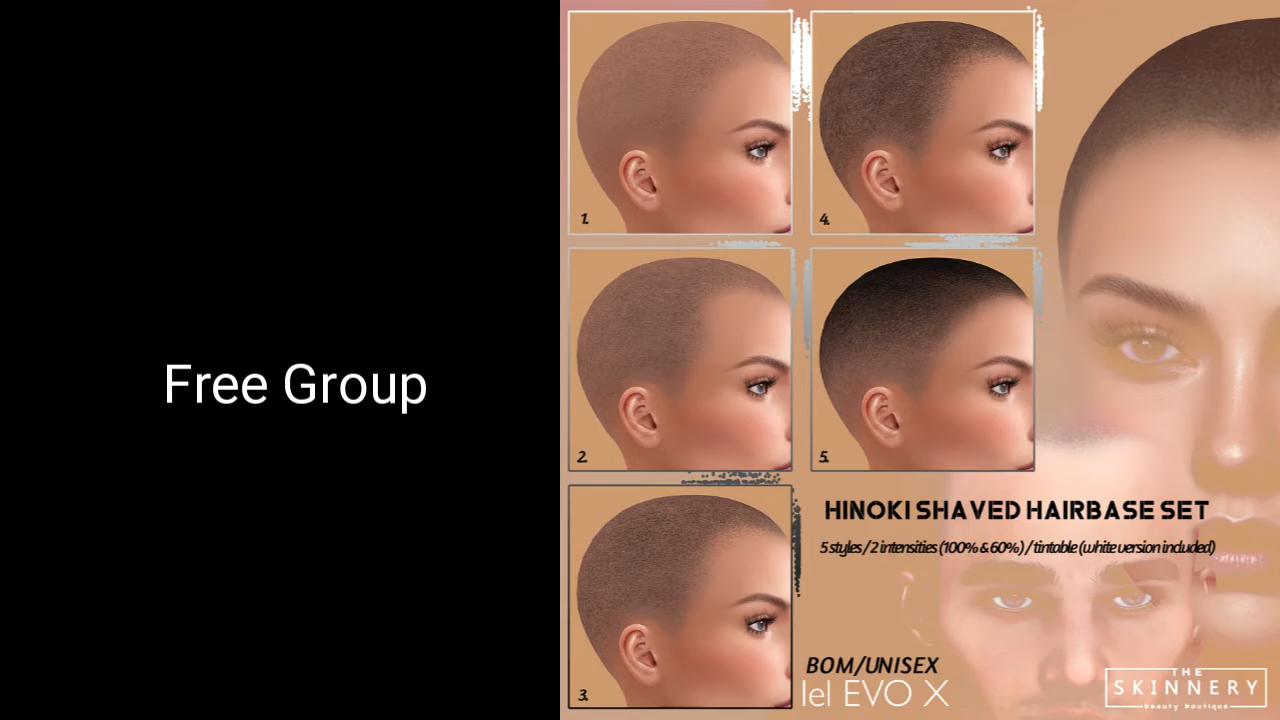 Free Group
1.
4.
2.
5.
3.
HINOKI SHAVED HAIRBASE SET
5 styles / 2 intensities (100% & 60%) / tintable (white version included)
BOM/UNISEX
lel EVO X
THE
SKINNERY
beauty boutique